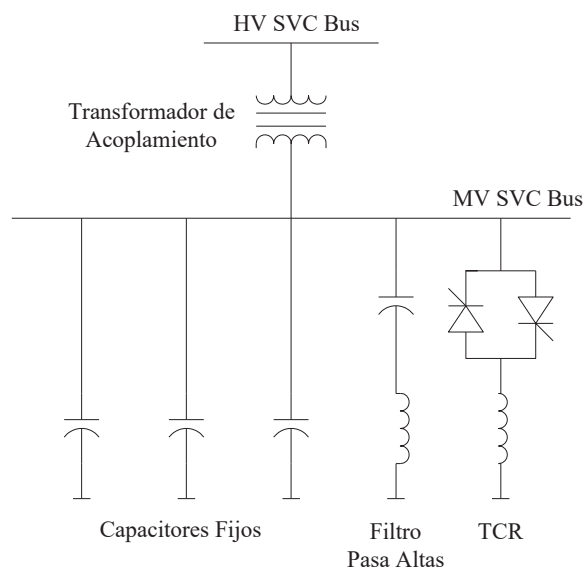 HV SVC Bus
Transformador de
Acoplamiento
MV SVC Bus
Capacitores Fijos
Filtro
Pasa Altas
TCR